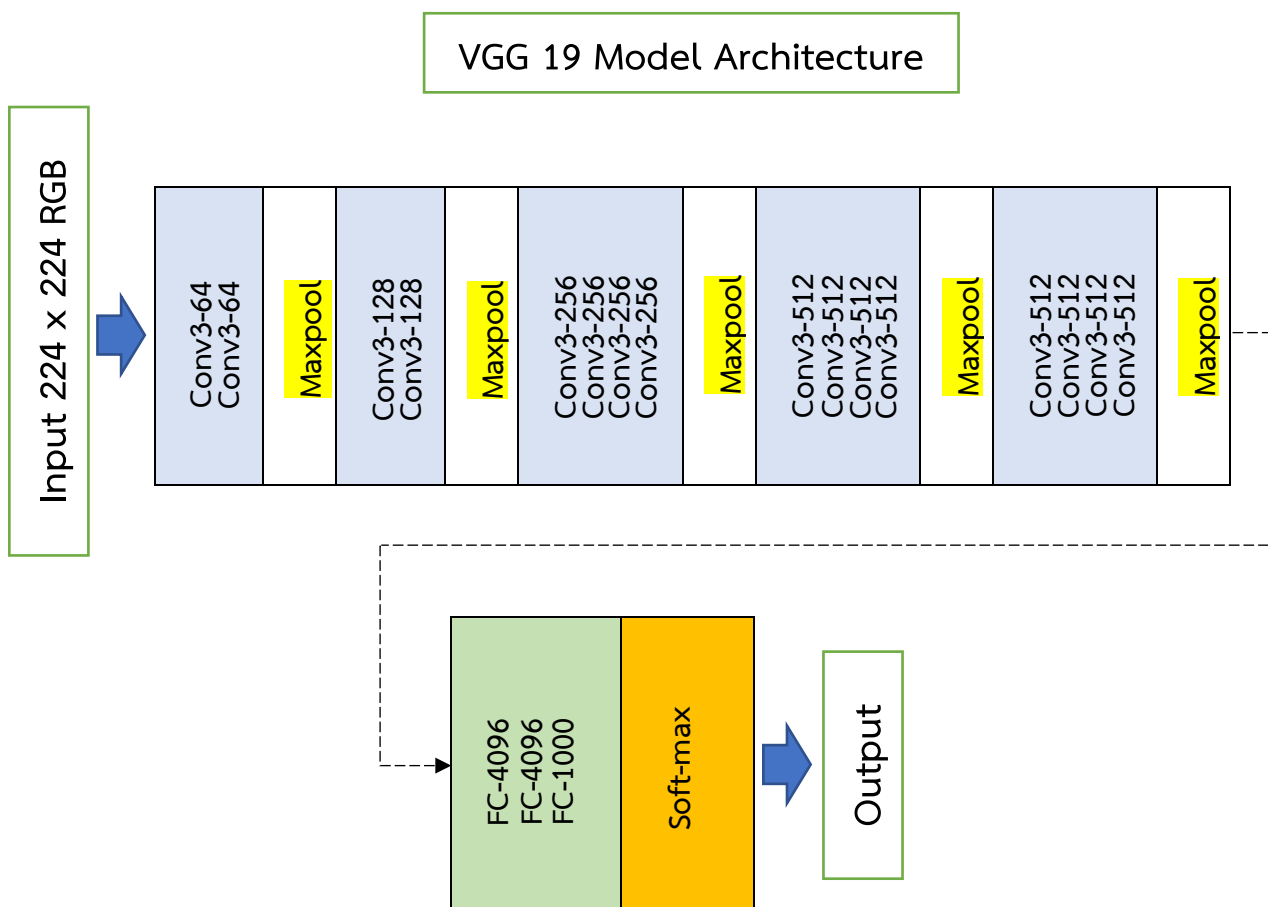 VGG 19 Model Architecture
Input 224 x 224 RGB
Conv3-64
Conv3-64
Maxpool
Conv3-128
Conv3-128
Maxpool
Conv3-256
Conv3-256
Conv3-256
Conv3-256
Maxpool
Conv3-512
Conv3-512
Conv3-512
Conv3-512
Maxpool
Conv3-512
Conv3-512
Conv3-512
Conv3-512
Maxpool
FC-4096
FC-4096
FC-1000
Soft-max
Output